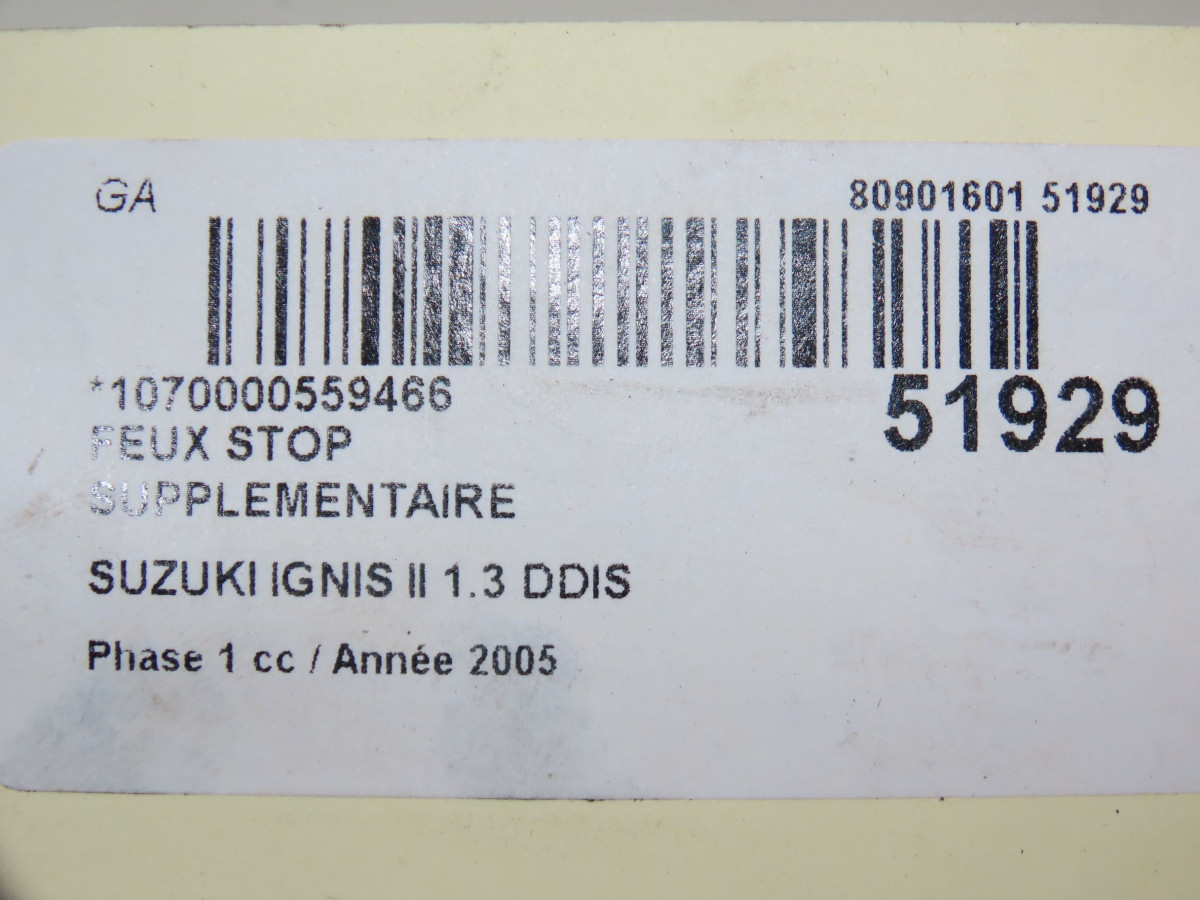 GA
80901601 51929
*1070000559466
51929
FEUX STOP
SUPPLEMENTAIRE
SUZUKI IGNIS II 1.3 DDIS
Phase 1 cc / Année 2005